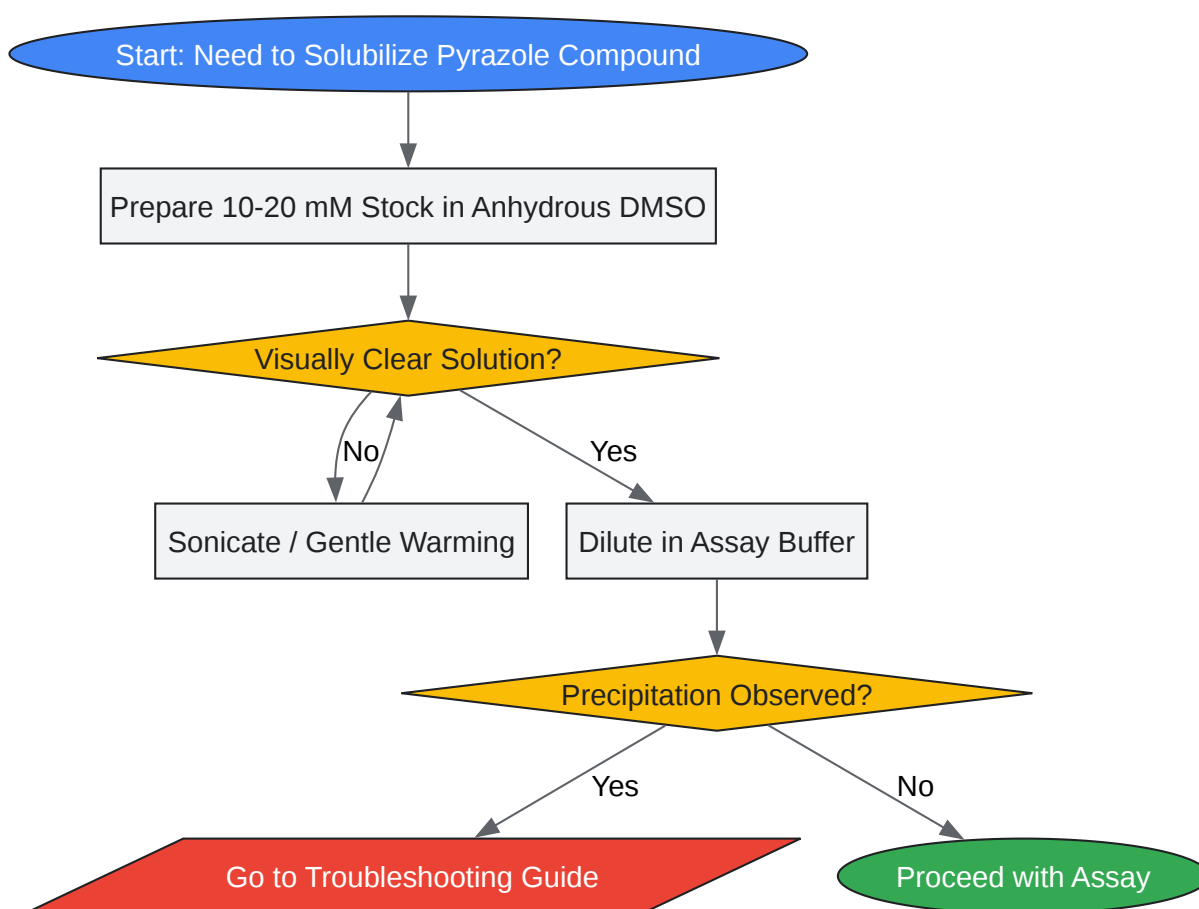 Start: Need to Solubilize Pyrazole Compound
Prepare 10-20 mM Stock in Anhydrous DMSO
Visually Clear Solution?
No
Yes
Sonicate / Gentle Warming
Dilute in Assay Buffer
Precipitation Observed?
Yes
No
Go to Troubleshooting Guide
Proceed with Assay